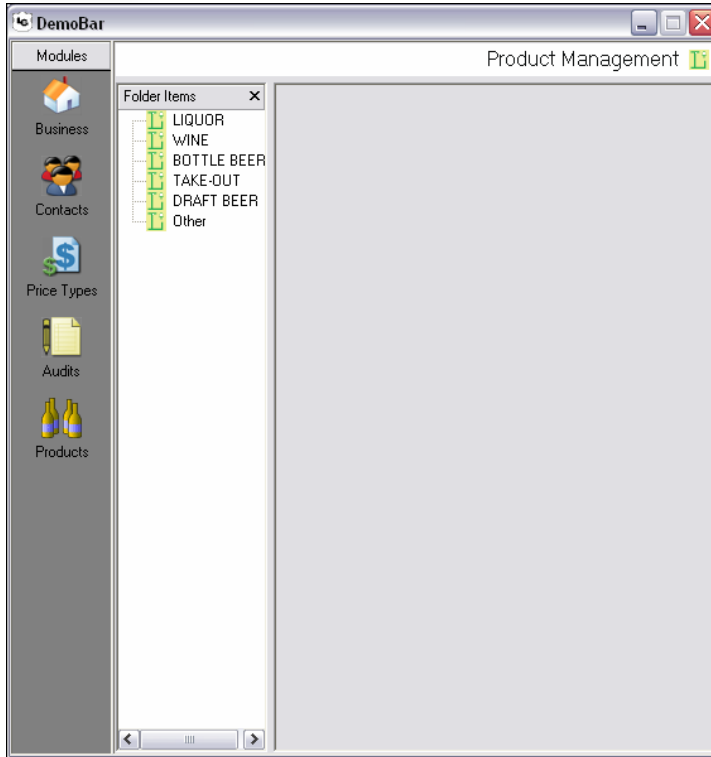 DemoBar
Modules
Product Management
Business
Contacts
Price Types
Audits
Products
Folder Items
LIQUOR
WINE
BOTTLE BEER
TAKE-OUT
DRAFT BEER
Other